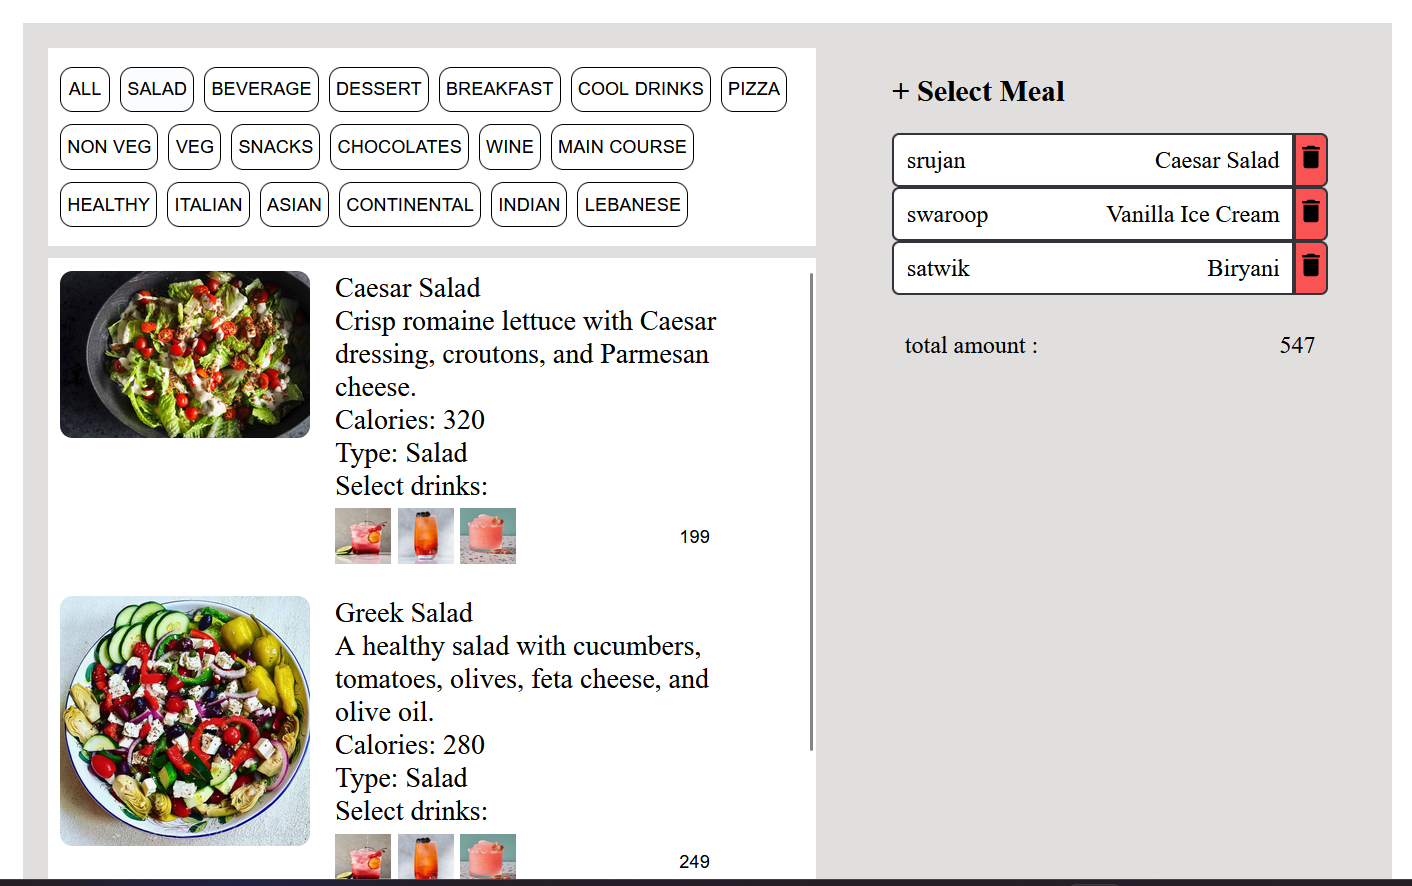 ALL SALAD BEVERAGE DESSERT BREAKFAST COOL DRINKS PIZZA
NON VEG VEG SNACKS CHOCOLATES WINE MAIN COURSE
HEALTHY ITALIAN ASIAN CONTINENTAL INDIAN LEBANESE
Caesar Salad
Crisp romaine lettuce with Caesar
dressing, croutons, and Parmesan
cheese.
Calories: 320
Type: Salad
Select drinks:
199
Greek Salad
A healthy salad with cucumbers,
tomatoes, olives, feta cheese, and
olive oil.
Calories: 280
Type: Salad
Select drinks:
249
+ Select Meal
srujan Caesar Salad
swaroop Vanilla Ice Cream
satwik Biryani
total amount : 547